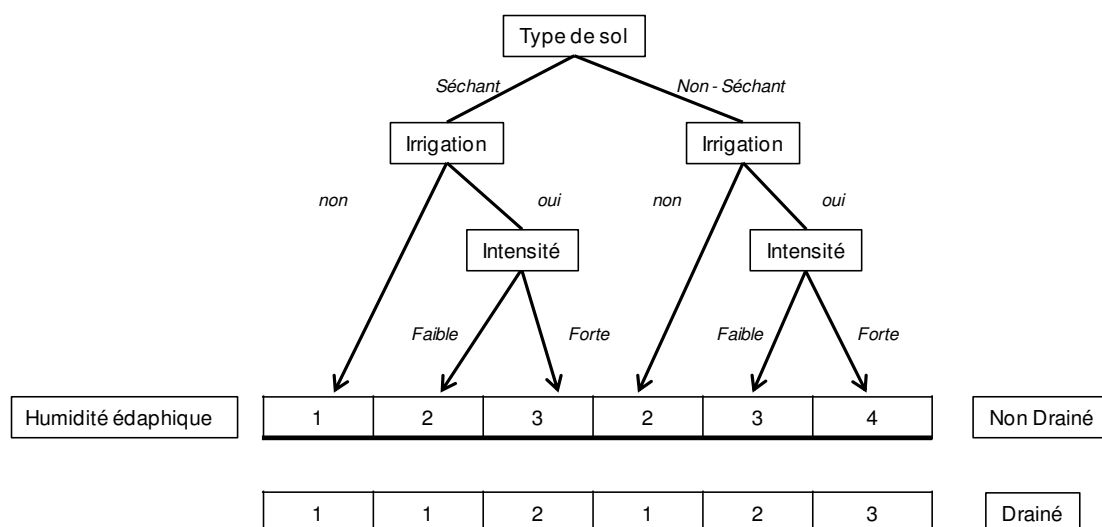 Type de sol
Séchant
Non - Séchant
Irrigation
Irrigation
non
oui
non
oui
Intensité
Intensité
Faible
Forte
Faible
Forte
Humidité édaphique
1 2 3 2 3 4
Non Drainé
1 1 2 1 2 3
Drainé